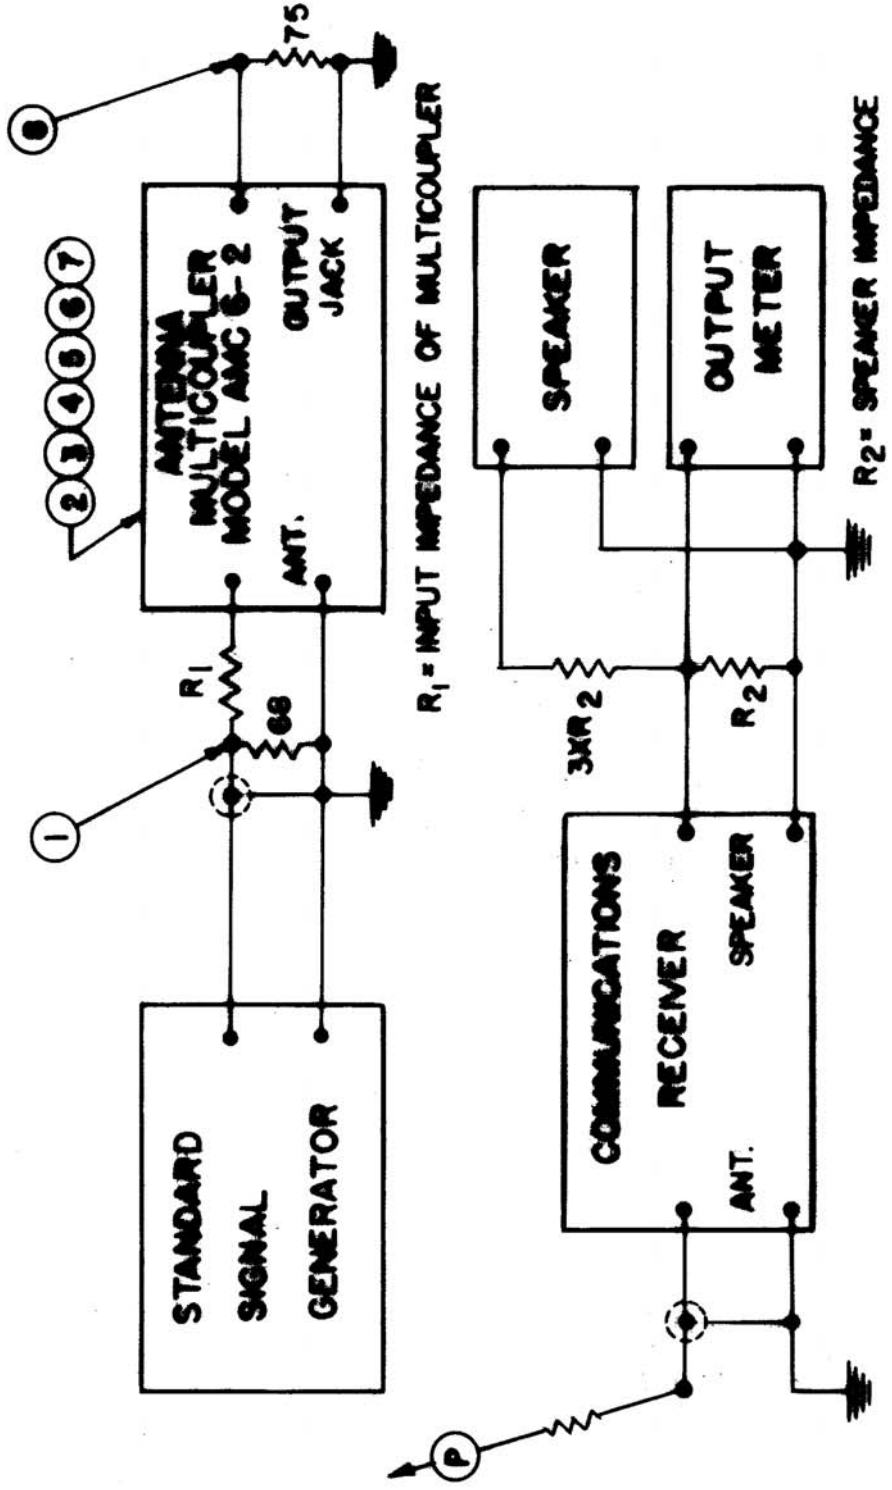 1
2 3 4 5 6 7
8
STANDARD
SIGNAL
GENERATOR
R1
68
ANTENNA
MULTICOUPLER
MODEL AMC 6-2
ANT.
OUTPUT
JACK
75
R1 = INPUT IMPEDANCE OF MULTICOUPLER
P
COMMUNICATIONS
RECEIVER
ANT.
SPEAKER
3XR2
R2
SPEAKER
OUTPUT
METER
R2 = SPEAKER IMPEDANCE